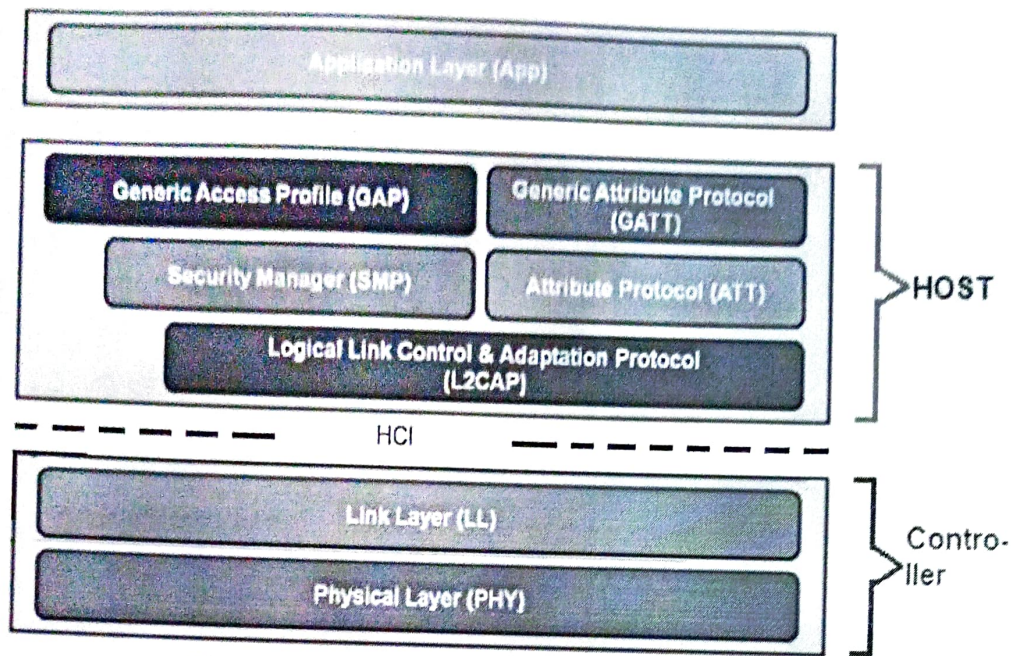 Application Layer (App)
Generic Access Profile (GAP)
Generic Attribute Protocol
(GATT)
Security Manager (SMP)
Attribute Protocol (ATT)
Logical Link Control & Adaptation Protocol
(L2CAP)
HOST
HCI
Link Layer (LL)
Physical Layer (PHY)
Contro-
ller